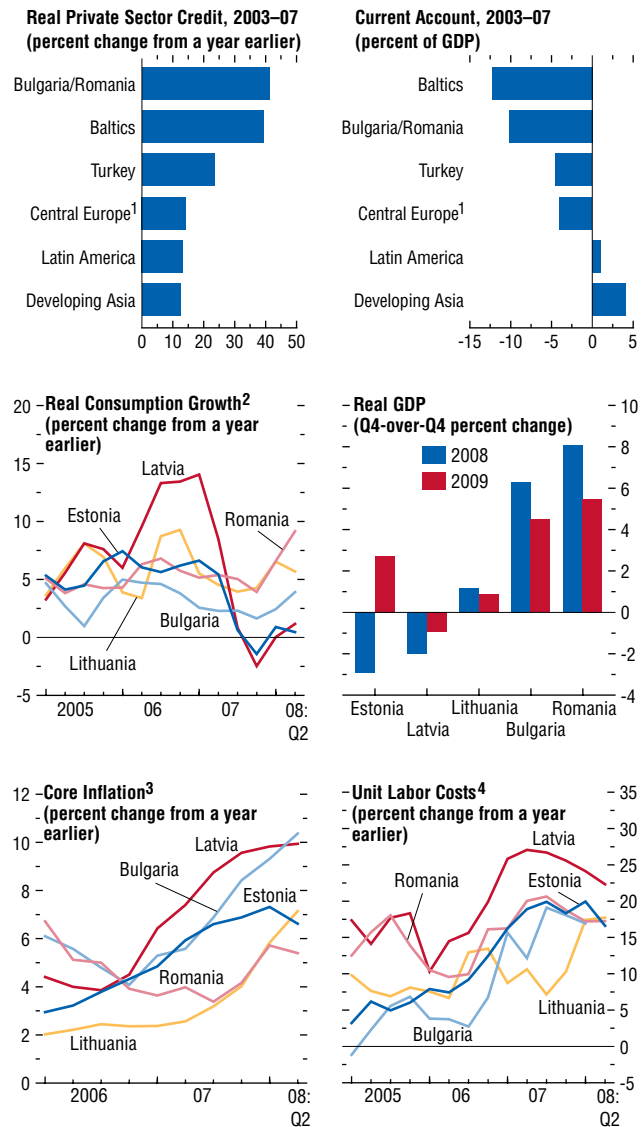 Real Private Sector Credit, 2003–07
(percent change from a year earlier)
Bulgaria/Romania
Baltics
Turkey
Central Europe1
Latin America
Developing Asia
0 10 20 30 40 50
Current Account, 2003–07
(percent of GDP)
Baltics
Bulgaria/Romania
Turkey
Central Europe1
Latin America
Developing Asia
-15 -10 -5 0 5
Real Consumption Growth2
(percent change from a year
earlier)
20
15
10
5
0
-5
Latvia
Estonia
Romania
Bulgaria
Lithuania
2005 06 07 08:
Q2
Real GDP
(Q4-over-Q4 percent change)
2008
2009
10
8
6
4
2
0
-2
-4
Estonia
Latvia
Lithuania
Bulgaria
Romania
Core Inflation3
(percent change from a year
earlier)
12
10
8
6
4
2
0
Latvia
Bulgaria
Estonia
Romania
Lithuania
2006 07 08:
Q2
Unit Labor Costs4
(percent change from a year
earlier)
35
30
25
20
15
10
5
0
-5
Latvia
Romania
Estonia
Lithuania
Bulgaria
2005 06 07 08:
Q2